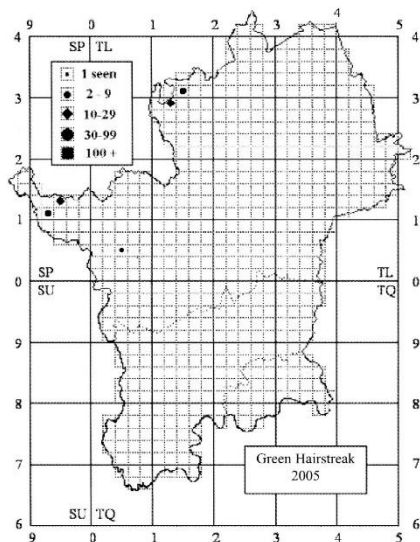 9 0 1 2 3 4 5
4 SP TL 4
1 seen
2 - 9
10-29
30-99
100 +
3 3
2 2
1 1
SP TL
0 0
SU TQ
9 9
8 8
Green Hairstreak
2005
7 7
SU TQ
6 6
9 0 1 2 3 4 5